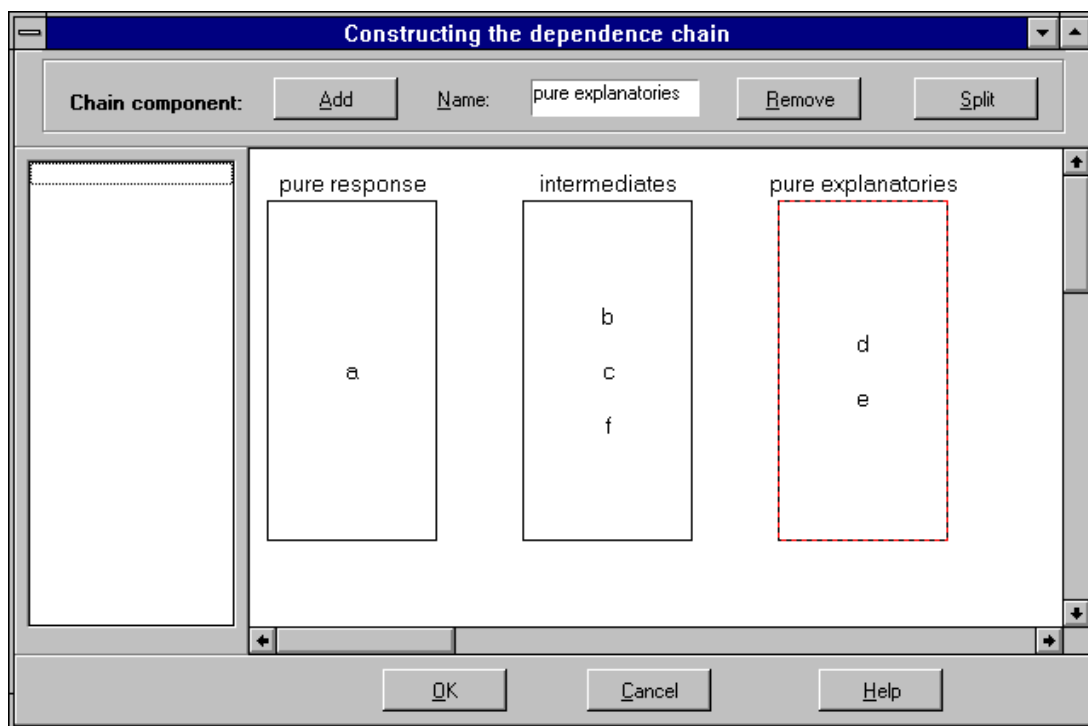 Constructing the dependence chain
Chain component: Add Name: pure explanatories Remove Split
pure response intermediates pure explanatories
b
d
a c
e
f
OK Cancel Help